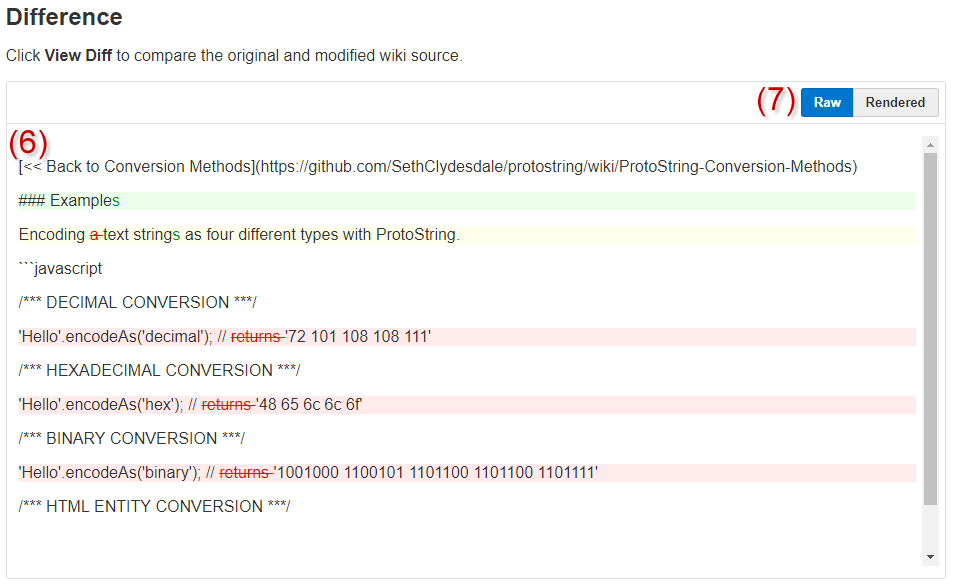 Difference
Click View Diff to compare the original and modified wiki source.
(7) Raw Rendered
(6)
[<< Back to Conversion Methods](https://github.com/SethClydesdale/protostring/wiki/ProtoString-Conversion-Methods)
### Examples
Encoding a text strings as four different types with ProtoString.
```javascript
/*** DECIMAL CONVERSION ***/
'Hello'.encodeAs('decimal'); // returns '72 101 108 108 111'
/*** HEXADECIMAL CONVERSION ***/
'Hello'.encodeAs('hex'); // returns '48 65 6c 6c 6f'
/*** BINARY CONVERSION ***/
'Hello'.encodeAs('binary'); // returns '1001000 1100101 1101100 1101100 1101111'
/*** HTML ENTITY CONVERSION ***/